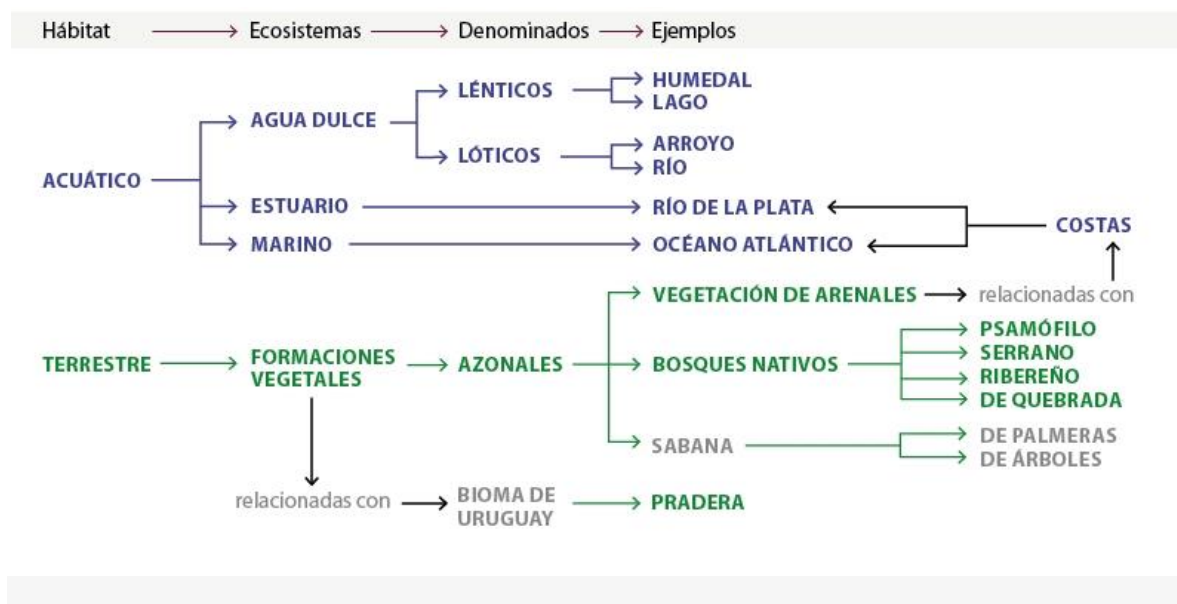 Hábitat Ecosistemas Denominados Ejemplos
HUMEDAL
LÉNTICOS
LAGO
AGUA DULCE
ARROYO
LÓTICOS
RÍO
ACUÁTICO
ESTUARIO RÍO DE LA PLATA
COSTAS
MARINO OCÉANO ATLÁNTICO
VEGETACIÓN DE ARENALES relacionadas con
PSAMÓFILO
SERRANO
TERRESTRE FORMACIONES AZONALES BOSQUES NATIVOS
VEGETALES
RIBEREÑO
DE QUEBRADA
DE PALMERAS
SABANA
DE ÁRBOLES
relacionadas con BIOMA DE PRADERA
URUGUAY